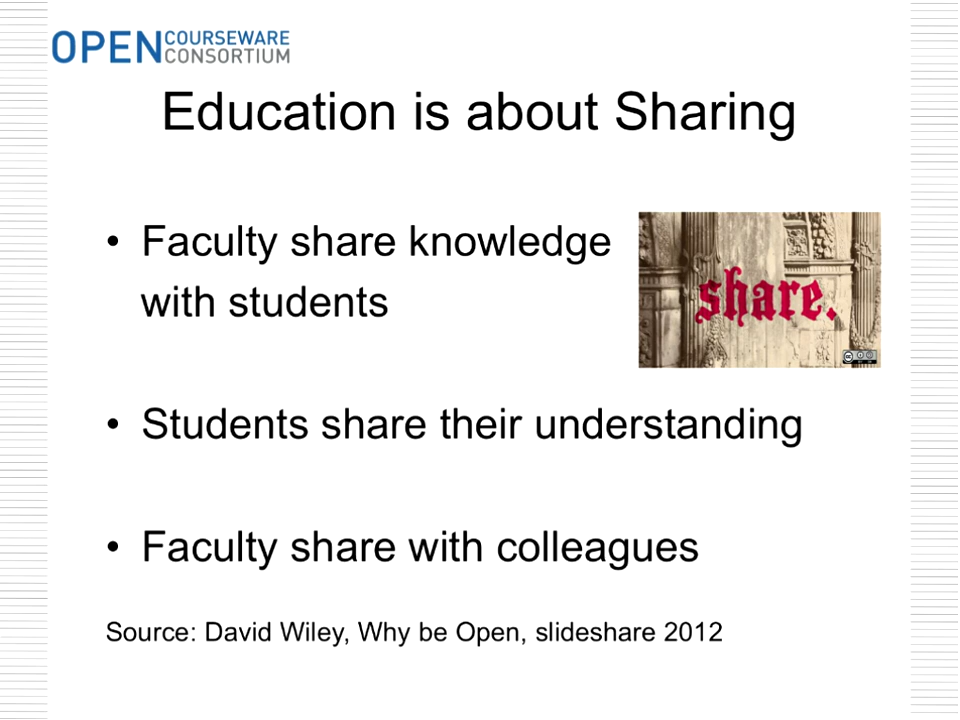 OPEN COURSEWARE
CONSORTIUM
Education is about Sharing
• Faculty share knowledge
with students
share.
• Students share their understanding
• Faculty share with colleagues
Source: David Wiley, Why be Open, slideshare 2012